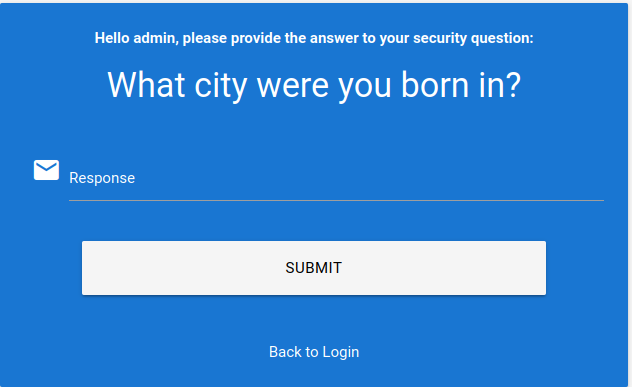 Hello admin, please provide the answer to your security question:
What city were you born in?
Response
SUBMIT
Back to Login